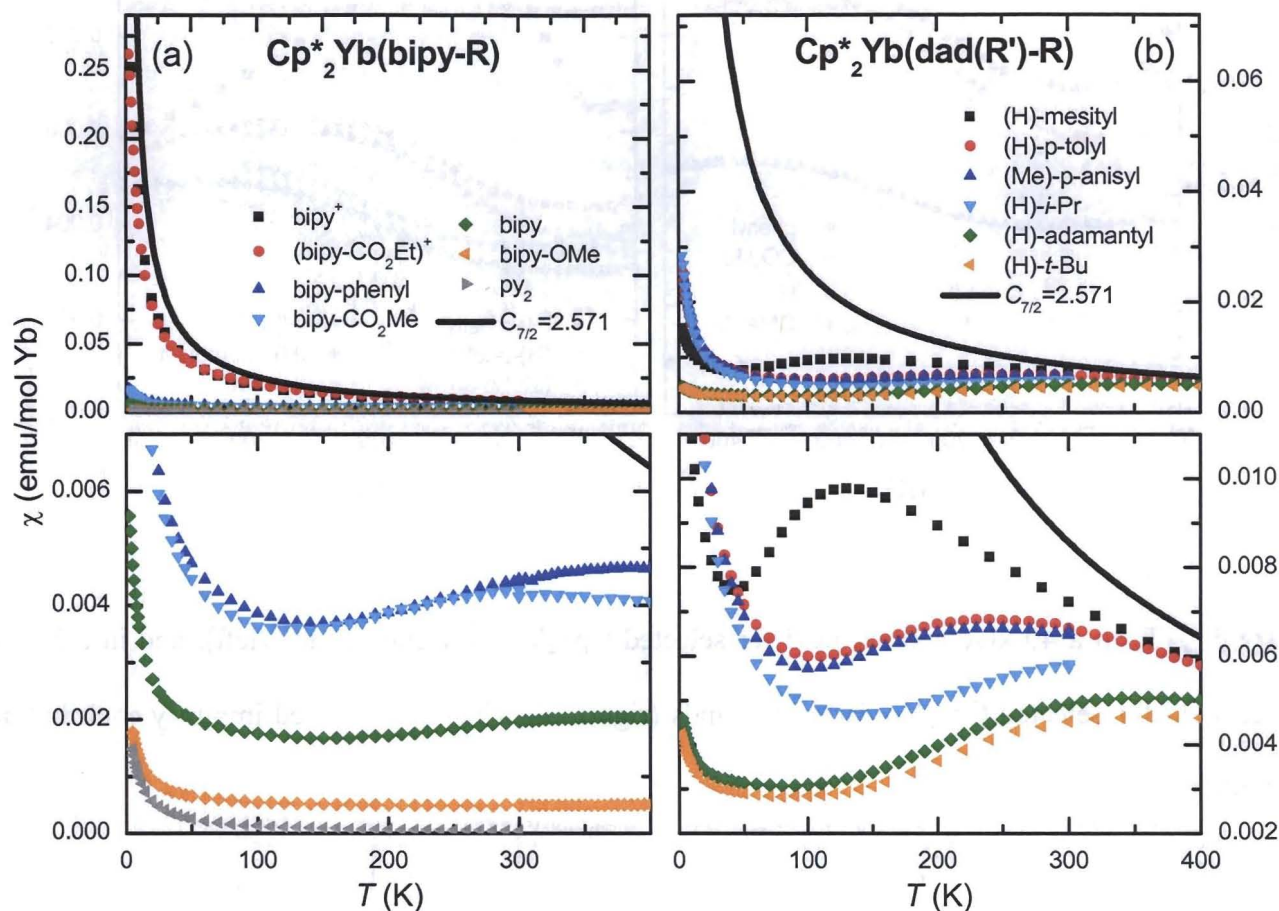 (a) Cp*₂Yb(bipy-R)
bipy⁺
(bipy-CO₂Et)⁺
bipy-phenyl
bipy-CO₂Me
bipy
bipy-OMe
py₂
C₇/₂=2.571
Cp*₂Yb(dad(R')-R) (b)
(H)-mesityl
(H)-p-tolyl
(Me)-p-anisyl
(H)-i-Pr
(H)-adamantyl
(H)-t-Bu
C₇/₂=2.571
χ (emu/mol Yb)
0.25
0.20
0.15
0.10
0.05
0.00
0.06
0.04
0.02
0.00
0.006
0.004
0.002
0.000
0.010
0.008
0.006
0.004
0.002
0 100 200 300
0 100 200 300 400
T (K)
T (K)